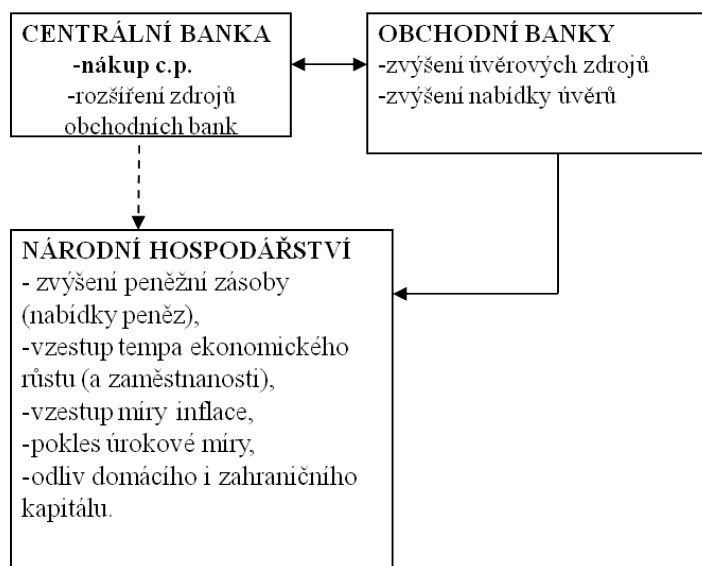 CENTRÁLNÍ BANKA
-nákup c.p.
-rozšíření zdrojů
obchodních bank
OBCHODNÍ BANKY
-zvýšení úvěrových zdrojů
-zvýšení nabídky úvěrů
NÁRODNÍ HOSPODÁŘSTVÍ
- zvýšení peněžní zásoby
(nabídky peněz),
-vzestup tempa ekonomického
růstu (a zaměstnanosti),
-vzestup míry inflace,
-pokles úrokové míry,
-odliv domácího i zahraničního
kapitálu.